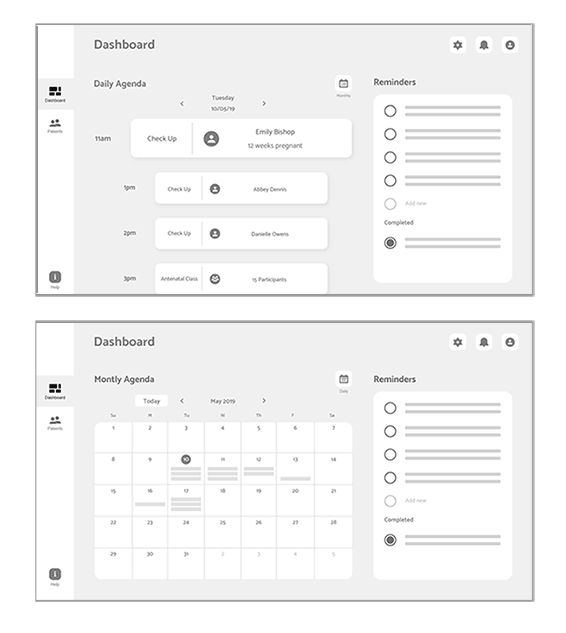 Dashboard
Daily Agenda
Reminders
Tuesday
10/05/19
Monthly
Dashboard
Patients
11am
Check Up
Emily Bishop
12 weeks pregnant
1pm
Check Up
Abbey Dennis
2pm
Check Up
Danielle Owens
3pm
Antenatal Class
15 Participants
Add new
Completed
Help
Dashboard
Montly Agenda
Reminders
Today
May 2019
Daily
Dashboard
Patients
Su M Tu W Th F Sa
1 2 3 4 5 6 7
8 9 10 11 12 13 14
15 16 17 18 19 20 21
22 23 24 25 26 27 28
29 30 31 2 3 4 5
Add new
Completed
Help